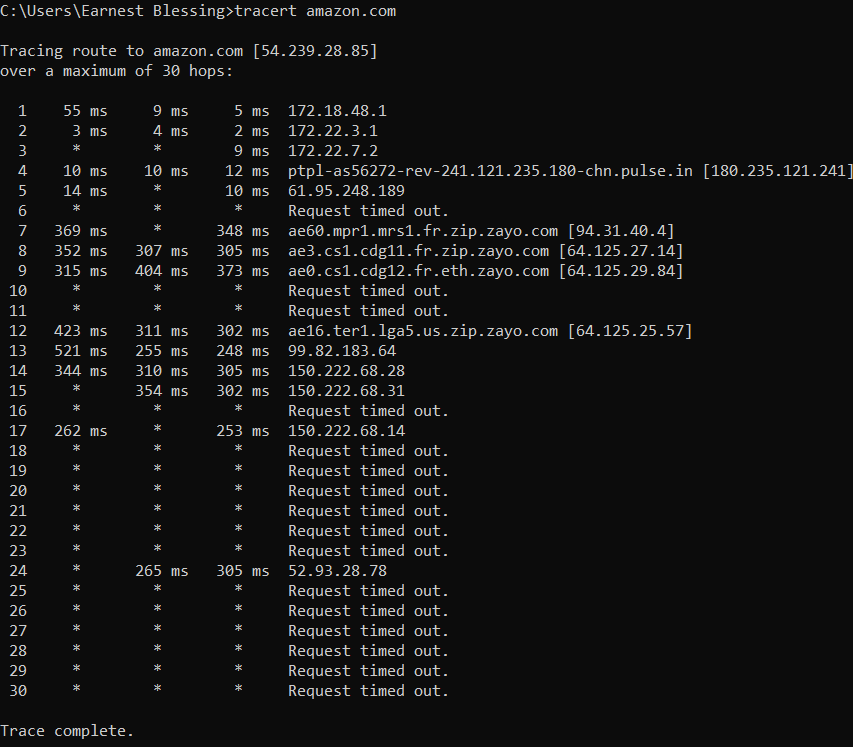 C:\Users\Earnest Blessing>tracert amazon.com
Tracing route to amazon.com [54.239.28.85]
over a maximum of 30 hops:
1 55 ms 9 ms 5 ms 172.18.48.1
2 3 ms 4 ms 2 ms 172.22.3.1
3 * * 9 ms 172.22.7.2
4 10 ms 10 ms 12 ms ptpl-as56272-rev-241.121.235.180-chn.pulse.in [180.235.121.241]
5 14 ms * 10 ms 61.95.248.189
6 * * * Request timed out.
7 369 ms * 348 ms ae60.mpr1.mrs1.fr.zip.zayo.com [94.31.40.4]
8 352 ms 307 ms 305 ms ae3.cs1.cdg11.fr.zip.zayo.com [64.125.27.14]
9 315 ms 404 ms 373 ms ae0.cs1.cdg12.fr.eth.zayo.com [64.125.29.84]
10 * * * Request timed out.
11 * * * Request timed out.
12 423 ms 311 ms 302 ms ae16.ter1.lga5.us.zip.zayo.com [64.125.25.57]
13 521 ms 255 ms 248 ms 99.82.183.64
14 344 ms 310 ms 305 ms 150.222.68.28
15 * 354 ms 302 ms 150.222.68.31
16 * * * Request timed out.
17 262 ms * 253 ms 150.222.68.14
18 * * * Request timed out.
19 * * * Request timed out.
20 * * * Request timed out.
21 * * * Request timed out.
22 * * * Request timed out.
23 * * * Request timed out.
24 * 265 ms 305 ms 52.93.28.78
25 * * * Request timed out.
26 * * * Request timed out.
27 * * * Request timed out.
28 * * * Request timed out.
29 * * * Request timed out.
30 * * * Request timed out.
Trace complete.